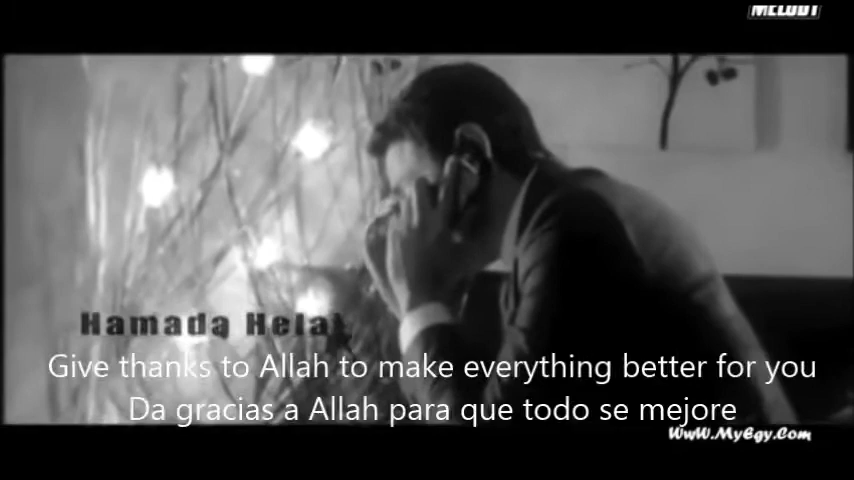 MELODY
Hamada Helal
Give thanks to Allah to make everything better for you
Da gracias a Allah para que todo se mejore
WwW.MyEgy.Com